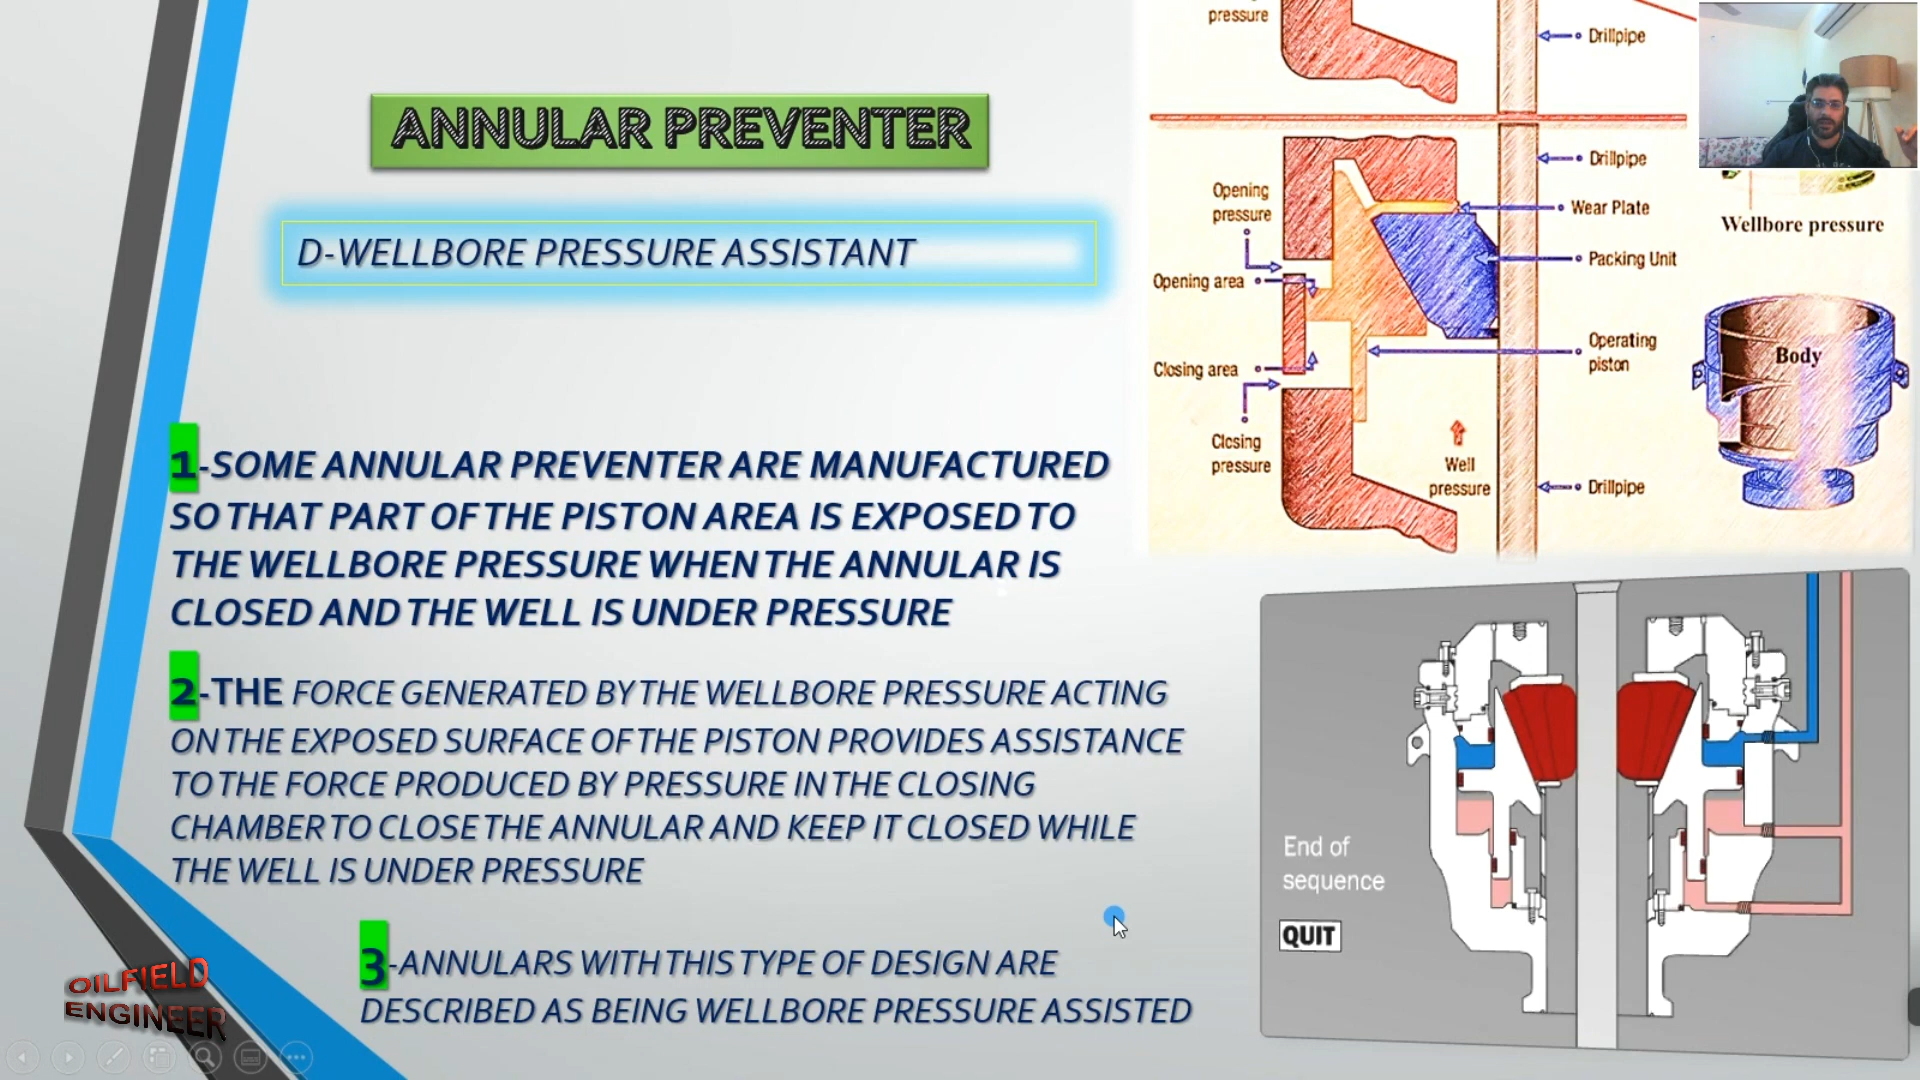 ANNULAR PREVENTER
D-WELLBORE PRESSURE ASSISTANT
1-SOME ANNULAR PREVENTER ARE MANUFACTURED
SO THAT PART OF THE PISTON AREA IS EXPOSED TO
THE WELLBORE PRESSURE WHEN THE ANNULAR IS
CLOSED AND THE WELL IS UNDER PRESSURE
2-THE FORCE GENERATED BY THE WELLBORE PRESSURE ACTING
ON THE EXPOSED SURFACE OF THE PISTON PROVIDES ASSISTANCE
TO THE FORCE PRODUCED BY PRESSURE IN THE CLOSING
CHAMBER TO CLOSE THE ANNULAR AND KEEP IT CLOSED WHILE
THE WELL IS UNDER PRESSURE
3-ANNULARS WITH THIS TYPE OF DESIGN ARE
DESCRIBED AS BEING WELLBORE PRESSURE ASSISTED
OILFIELD
ENGINEER
pressure
Drillpipe
Drillpipe
Opening
pressure
Wear Plate
Packing Unit
Opening area
Operating
piston
Closing area
Closing
pressure
Well
pressure
Drillpipe
Wellbore pressure
Body
End of
sequence
QUIT